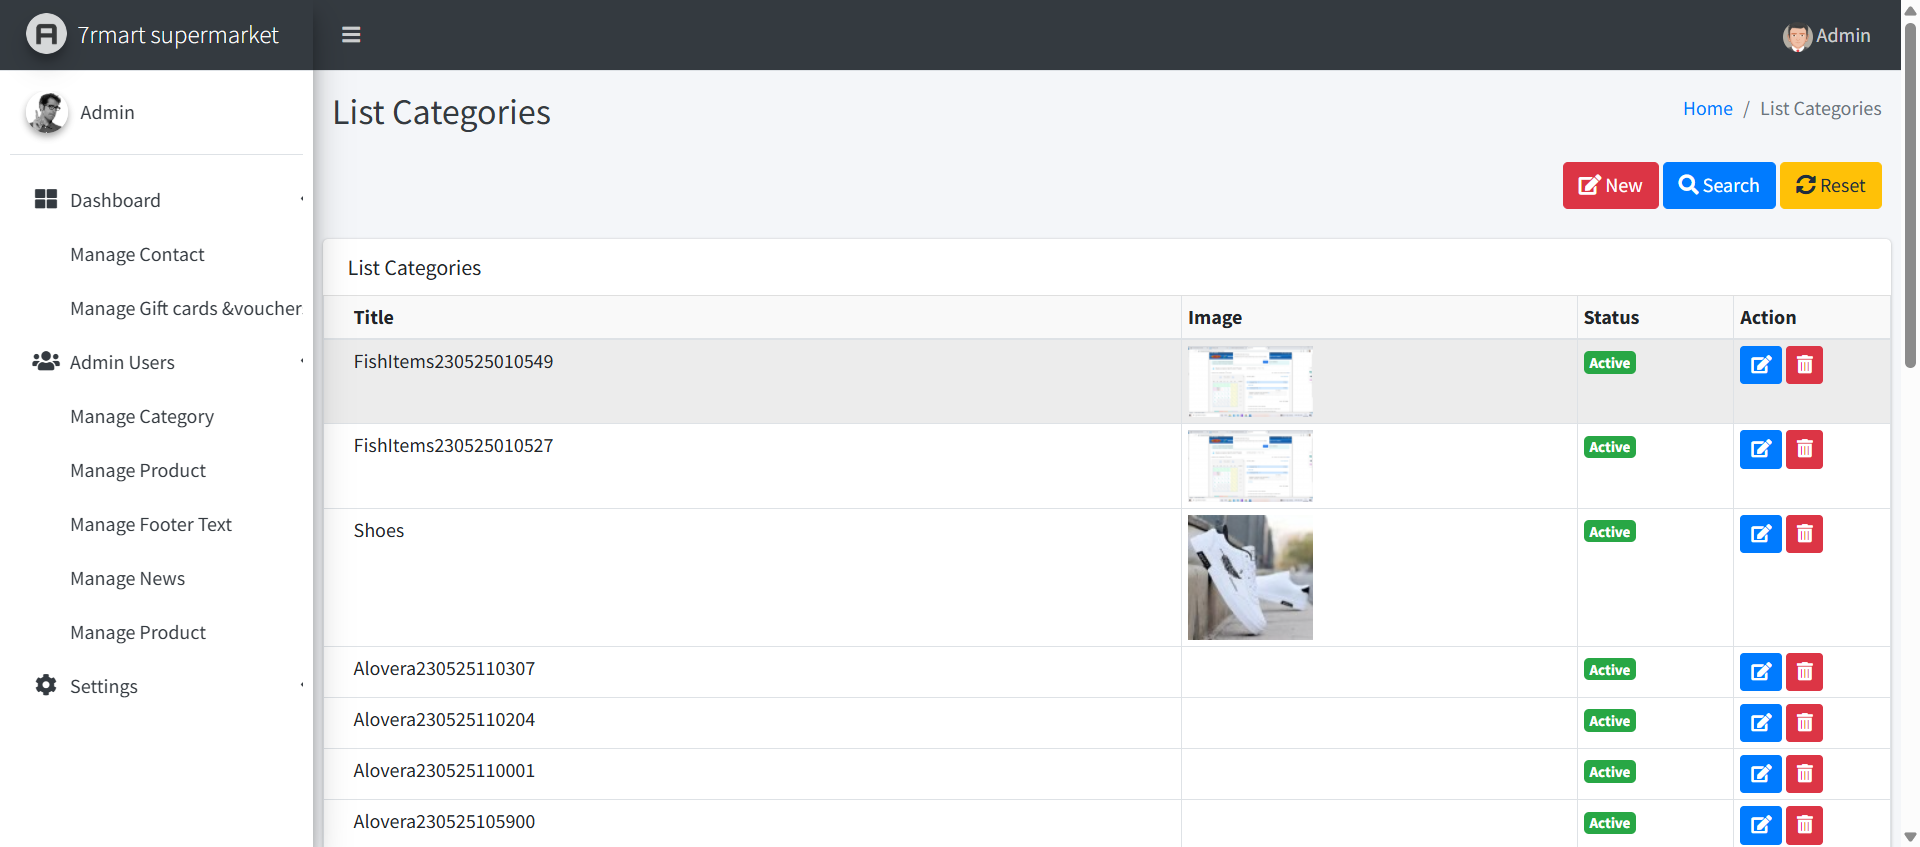 7rmart supermarket
Admin
Admin
List Categories
Home / List Categories
New
Search
Reset
Dashboard
Manage Contact
Manage Gift cards &voucher
Admin Users
Manage Category
Manage Product
Manage Footer Text
Manage News
Manage Product
Settings
List Categories
Title Image Status Action
FishItems230525010549 Active
FishItems230525010527 Active
Shoes Active
Alovera230525110307 Active
Alovera230525110204 Active
Alovera230525110001 Active
Alovera230525105900 Active